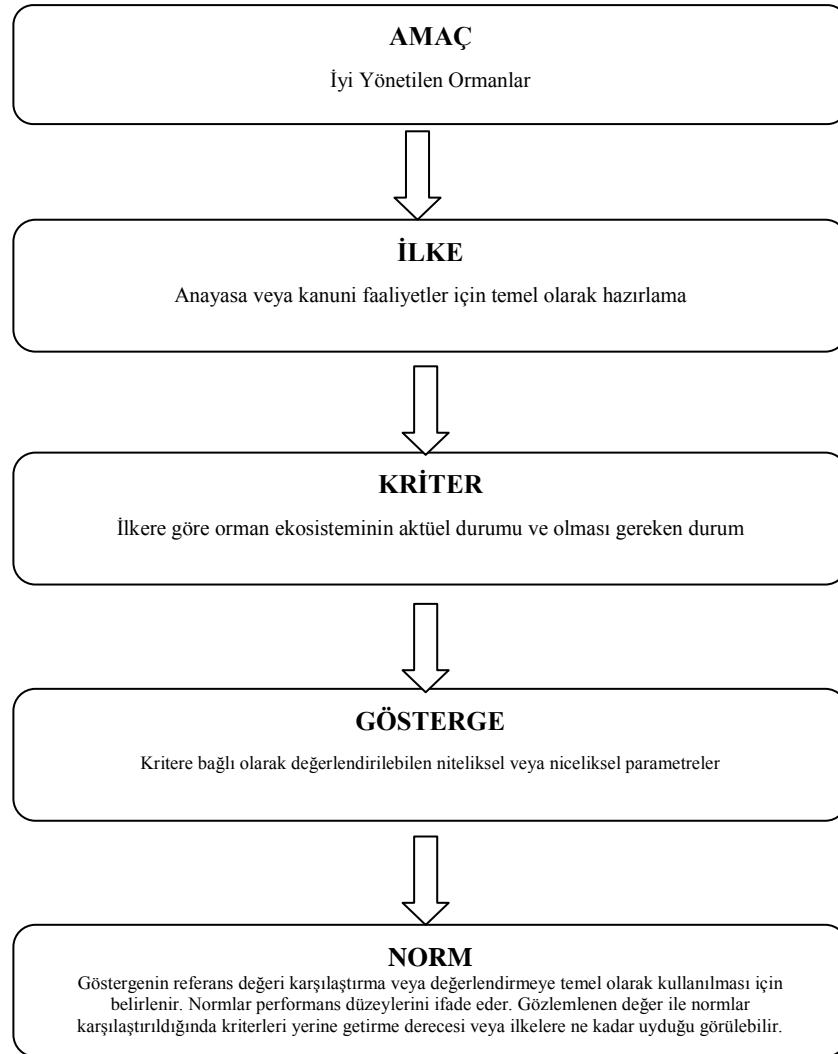 AMAÇ
İyi Yönetilen Ormanlar
İLKE
Anayasa veya kanuni faaliyetler için temel olarak hazırlama
KRİTER
İlkere göre orman ekosisteminin aktüel durumu ve olması gereken durum
GÖSTERGE
Kritere bağlı olarak değerlendirilebilen niteliksel veya niceliksel parametreler
NORM
Göstergenin referans değeri karşılaştırma veya değerlendirmeye temel olarak kullanılması için
belirlenir. Normlar performans düzeylerini ifade eder. Gözlemlenen değer ile normlar
karşılaştırıldığında kriterleri yerine getirme derecesi veya ilkelere ne kadar uyduğu görülebilir.